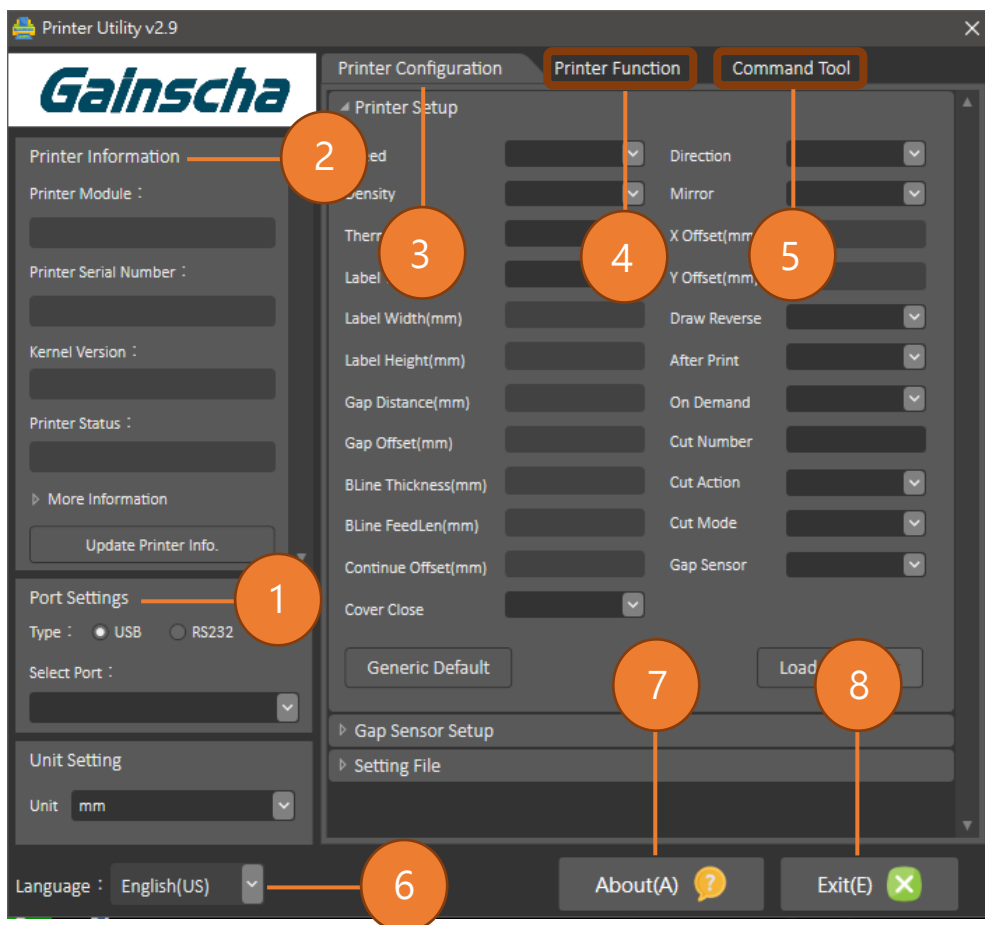 Printer Utility v2.9
Gainscha
Printer Configuration
Printer Function
Command Tool
Printer Setup
Printer Information
2
Direction
Printer Module :
Density
Mirror
3
4
5
X Offset(mm
Printer Serial Number :
Label
Y Offset(mm)
Label Width(mm)
Draw Reverse
Kernel Version :
Label Height(mm)
After Print
Gap Distance(mm)
On Demand
Printer Status :
Gap Offset(mm)
Cut Number
More Information
BLine Thickness(mm)
Cut Action
BLine FeedLen(mm)
Cut Mode
Update Printer Info.
Continue Offset(mm)
Gap Sensor
Port Settings
1
Cover Close
Type : USB RS232
Select Port :
Generic Default
7
Load
8
Gap Sensor Setup
Unit Setting
Setting File
Unit mm
Language : English(US)
6
About(A)
Exit(E)